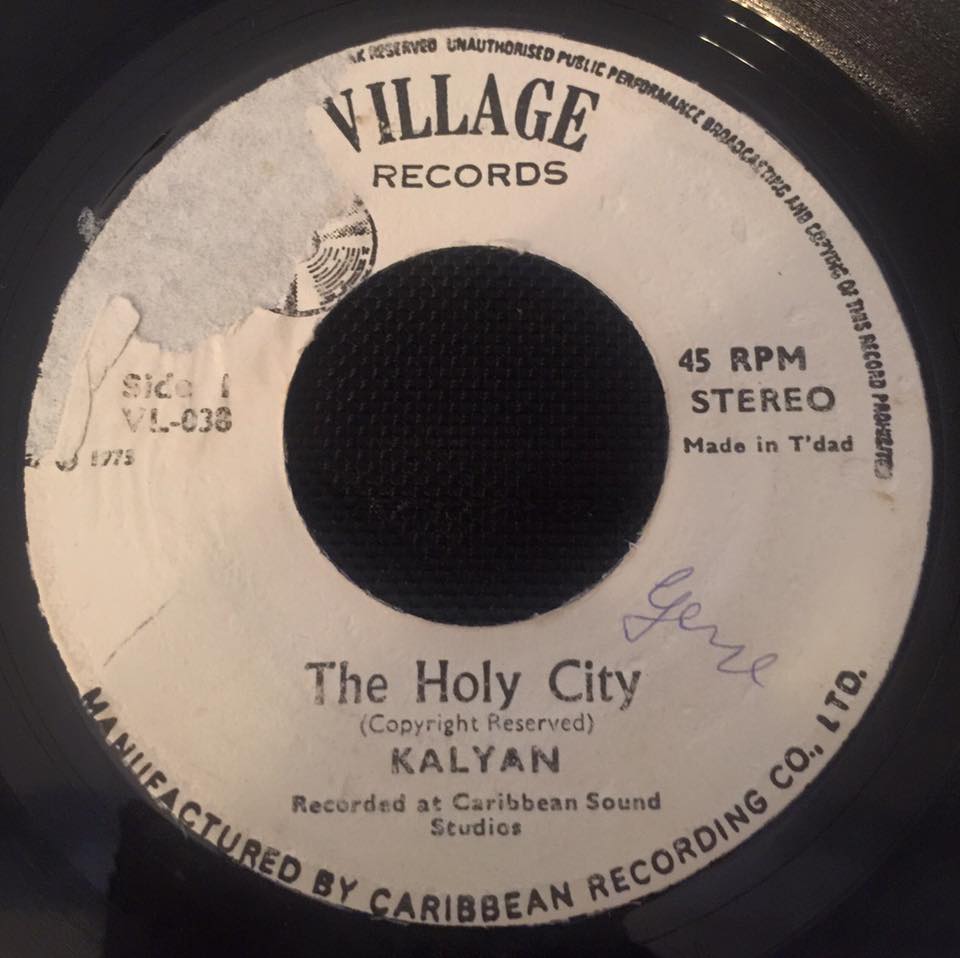 RESERVED UNAUTHORISED PUBLIC PERFORMANCE BROADCASTING AND COPYING OF THIS RECORD PROHIBITED
VILLAGE
RECORDS
Side 1
VL-038
1975
45 RPM
STEREO
Made in T'dad
Gene
The Holy City
(Copyright Reserved)
KALYAN
Recorded at Caribbean Sound
Studios
MANUFACTURED BY CARIBBEAN RECORDING CO., LTD.